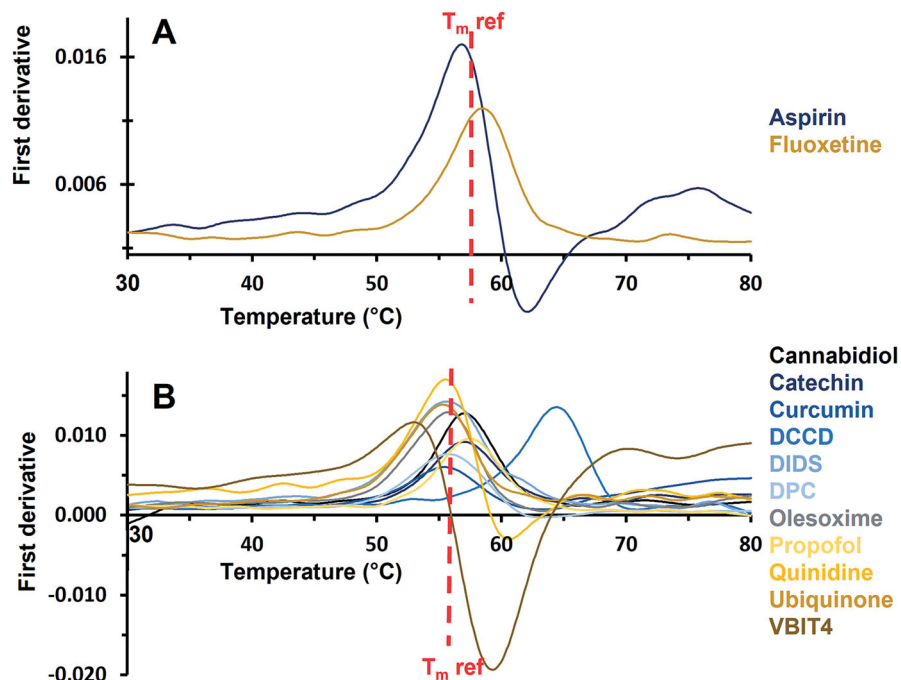 A
Tm ref
0.016
First derivative
0.006
Aspirin
Fluoxetine
30 40 50 60 70 80
Temperature (°C)
B
0.010
First derivative
0.000
30 40 50 60 70 80
Temperature (°C)
-0.010
-0.020
Tm ref
Cannabidiol
Catechin
Curcumin
DCCD
DIDS
DPC
Olesoxime
Propofol
Quinidine
Ubiquinone
VBIT4